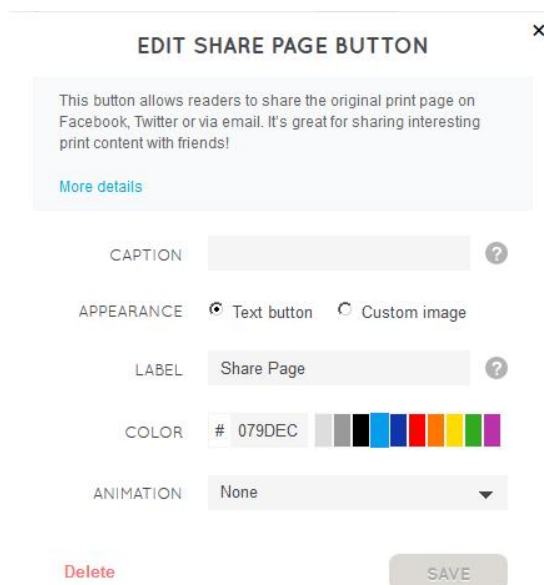 EDIT SHARE PAGE BUTTON
This button allows readers to share the original print page on
Facebook, Twitter or via email. It's great for sharing interesting
print content with friends!
More details
CAPTION ?
APPEARANCE Text button Custom image
LABEL Share Page ?
COLOR # 079DEC
ANIMATION None
Delete SAVE